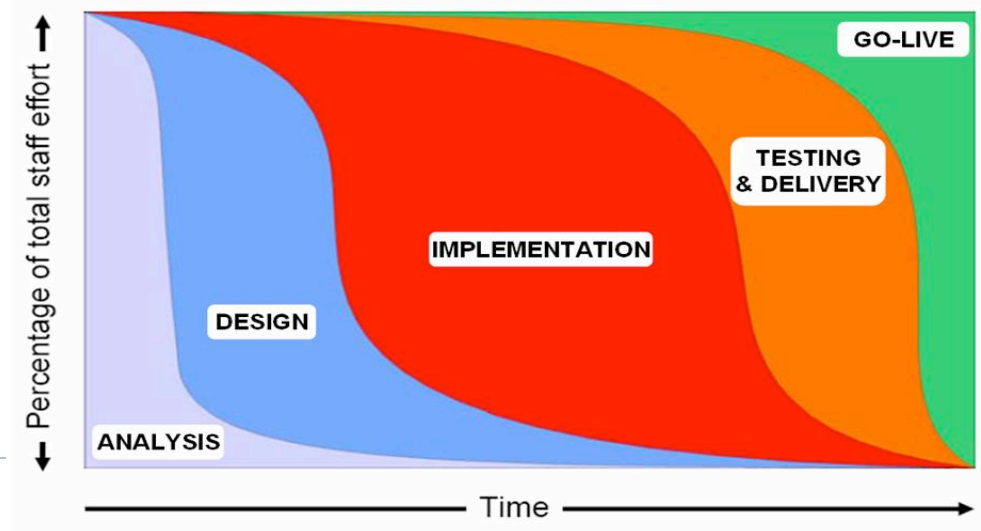 Percentage of total staff effort
GO-LIVE
TESTING
& DELIVERY
IMPLEMENTATION
DESIGN
ANALYSIS
Time